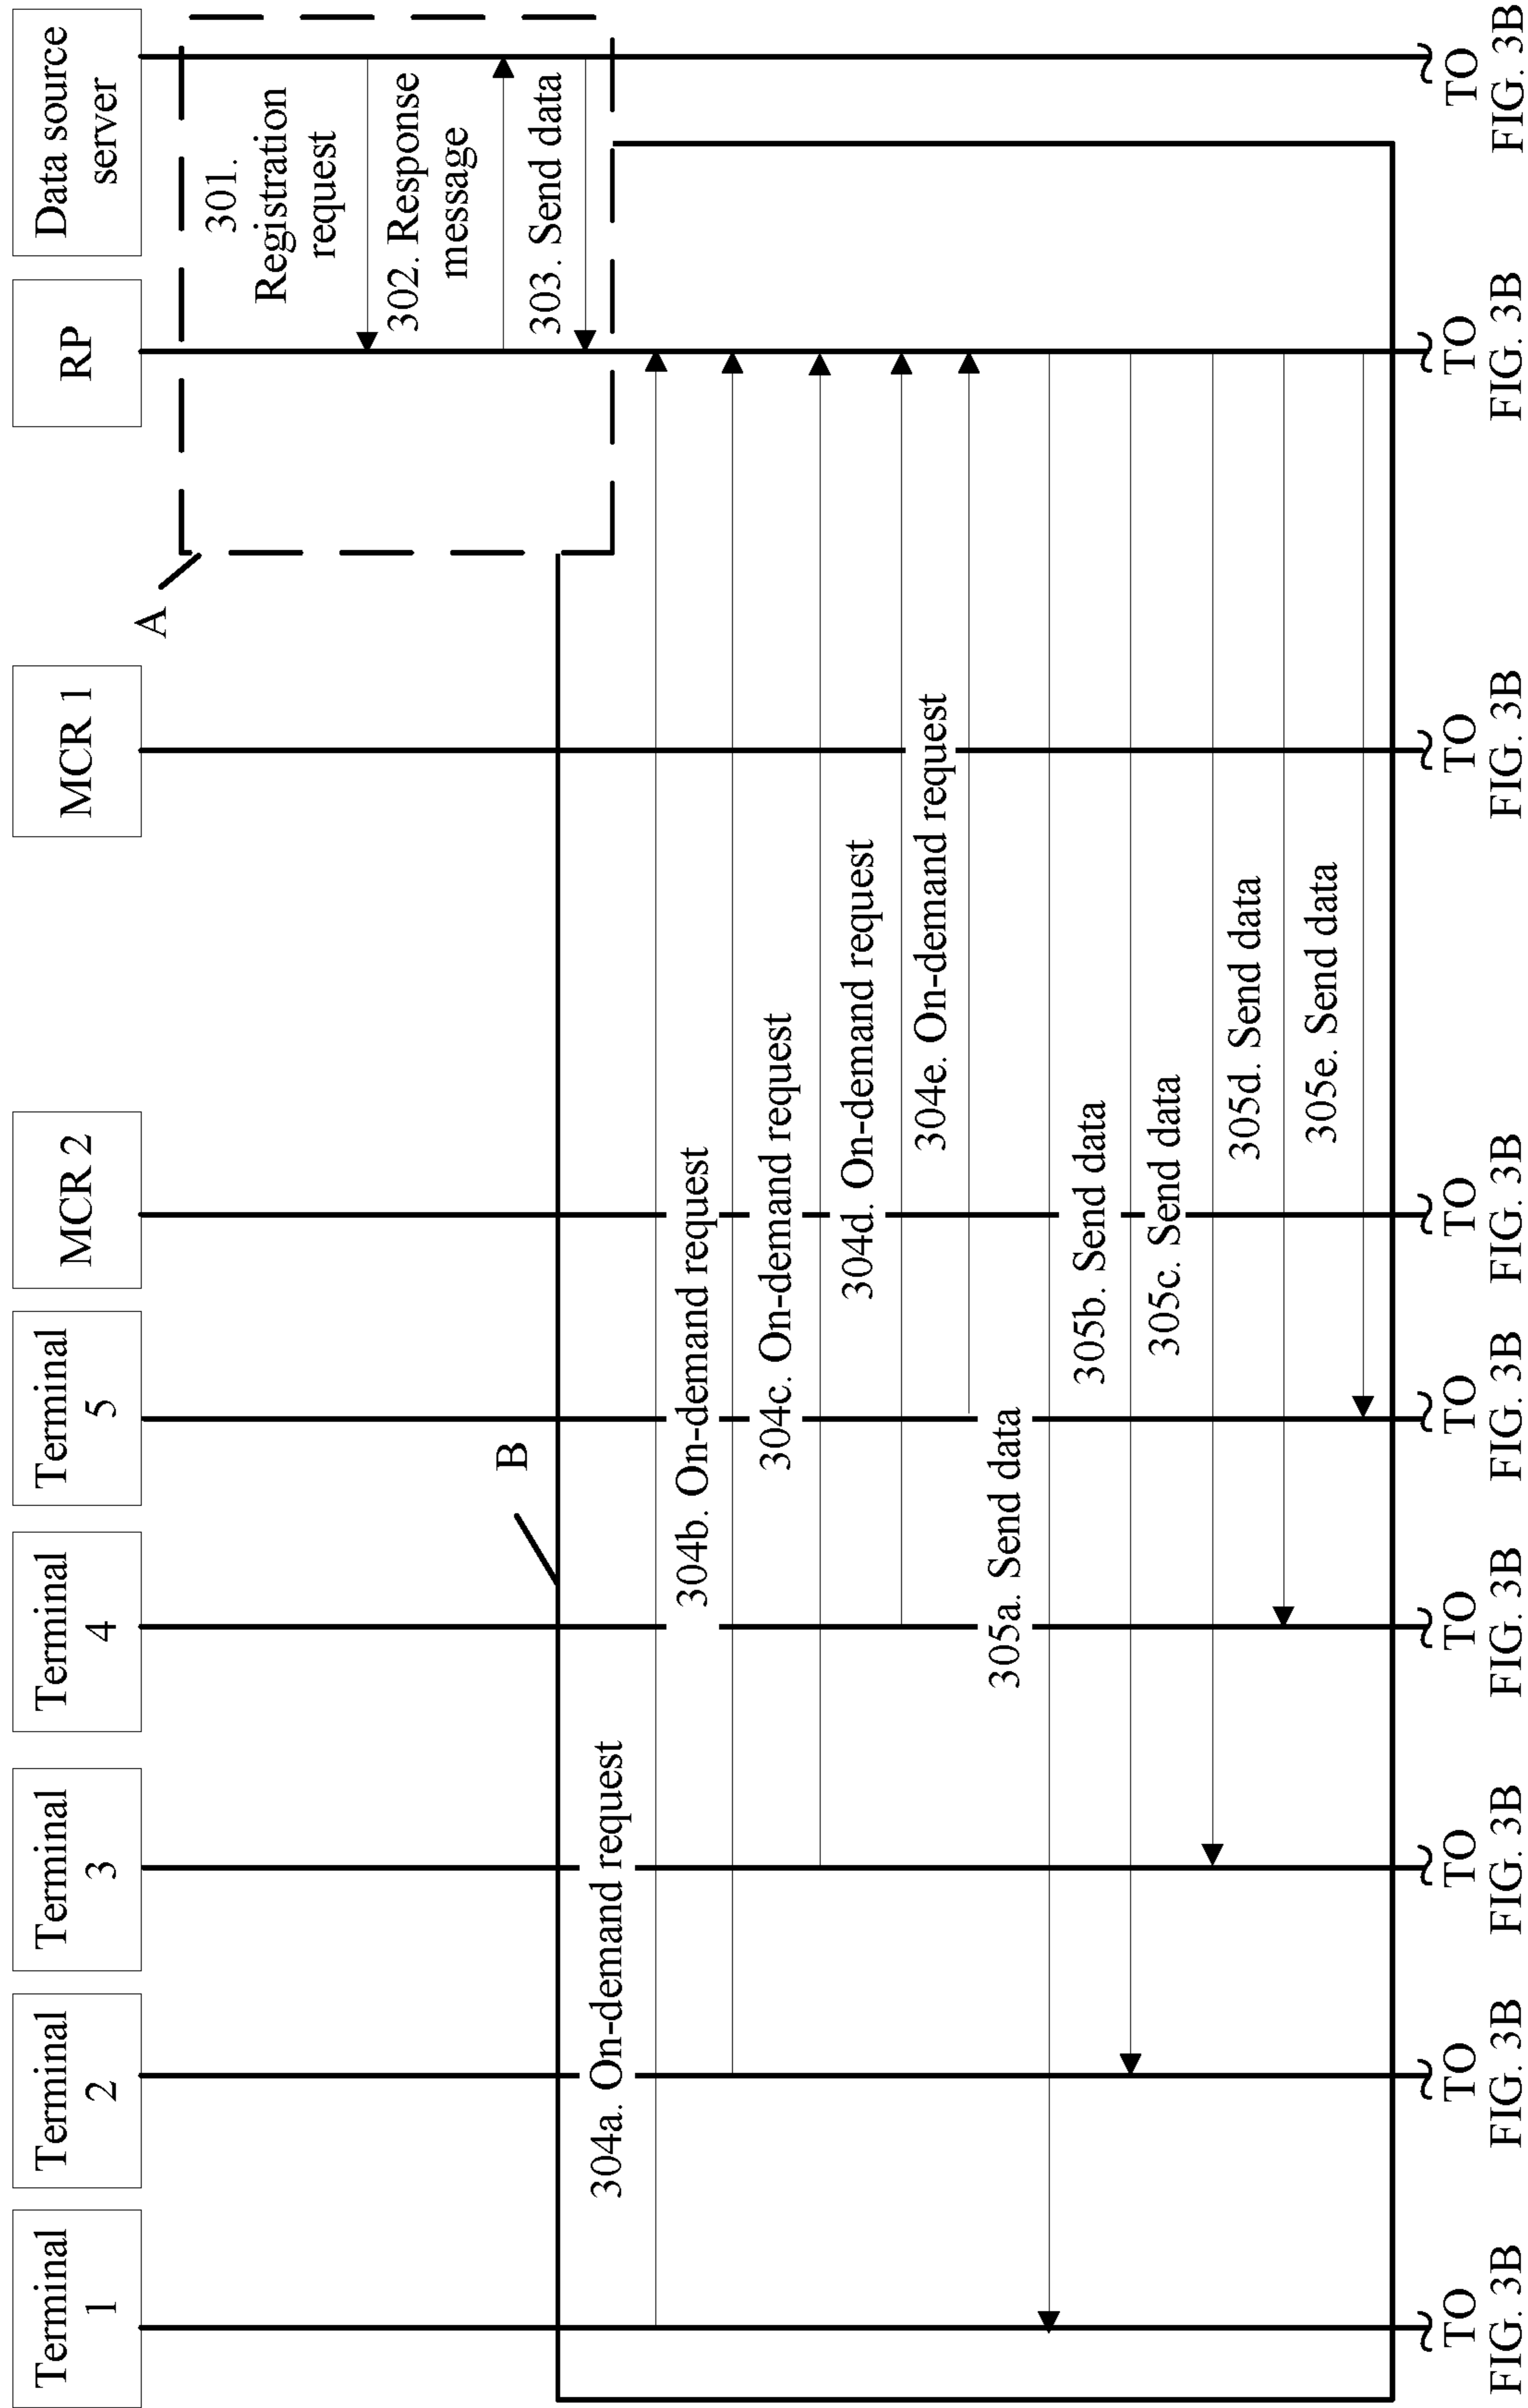 Terminal
1
Terminal
2
Terminal
3
Terminal
4
Terminal
5
MCR 2
MCR 1
RP
Data source
server
A
301.
Registration
request
302. Response
message
303. Send data
B
304a. On-demand request
304b. On-demand request
304c. On-demand request
304d. On-demand request
304e. On-demand request
305a. Send data
305b. Send data
305c. Send data
305d. Send data
305e. Send data
TO
FIG. 3B
TO
FIG. 3B
TO
FIG. 3B
TO
FIG. 3B
TO
FIG. 3B
TO
FIG. 3B
TO
FIG. 3B
TO
FIG. 3B
TO
FIG. 3B